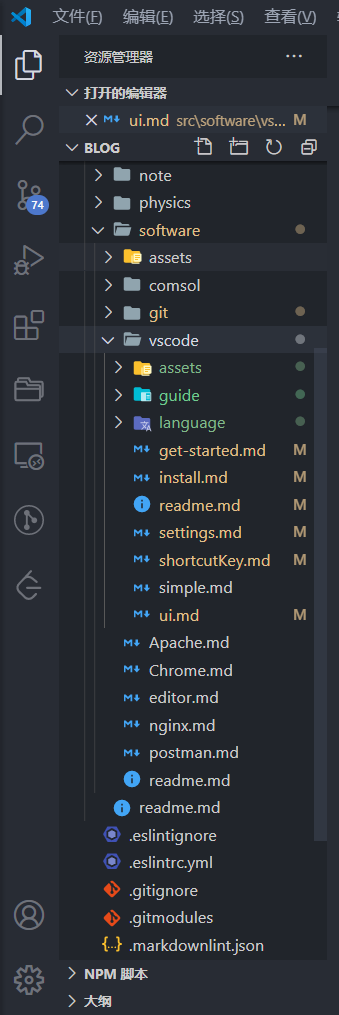 文件(F) 编辑(E) 选择(S) 查看(V)
资源管理器
打开的编辑器
ui.md src\software\vs... M
BLOG
74
note
physics
software
assets
comsol
git
vscode
assets
guide
language
get-started.md M
install.md M
readme.md M
settings.md M
shortcutKey.md M
simple.md
ui.md M
Apache.md
Chrome.md
editor.md
nginx.md
postman.md
readme.md
readme.md
.eslintignore
.eslintrc.yml
.gitignore
.gitmodules
.markdownlint.json
NPM 脚本
大纲